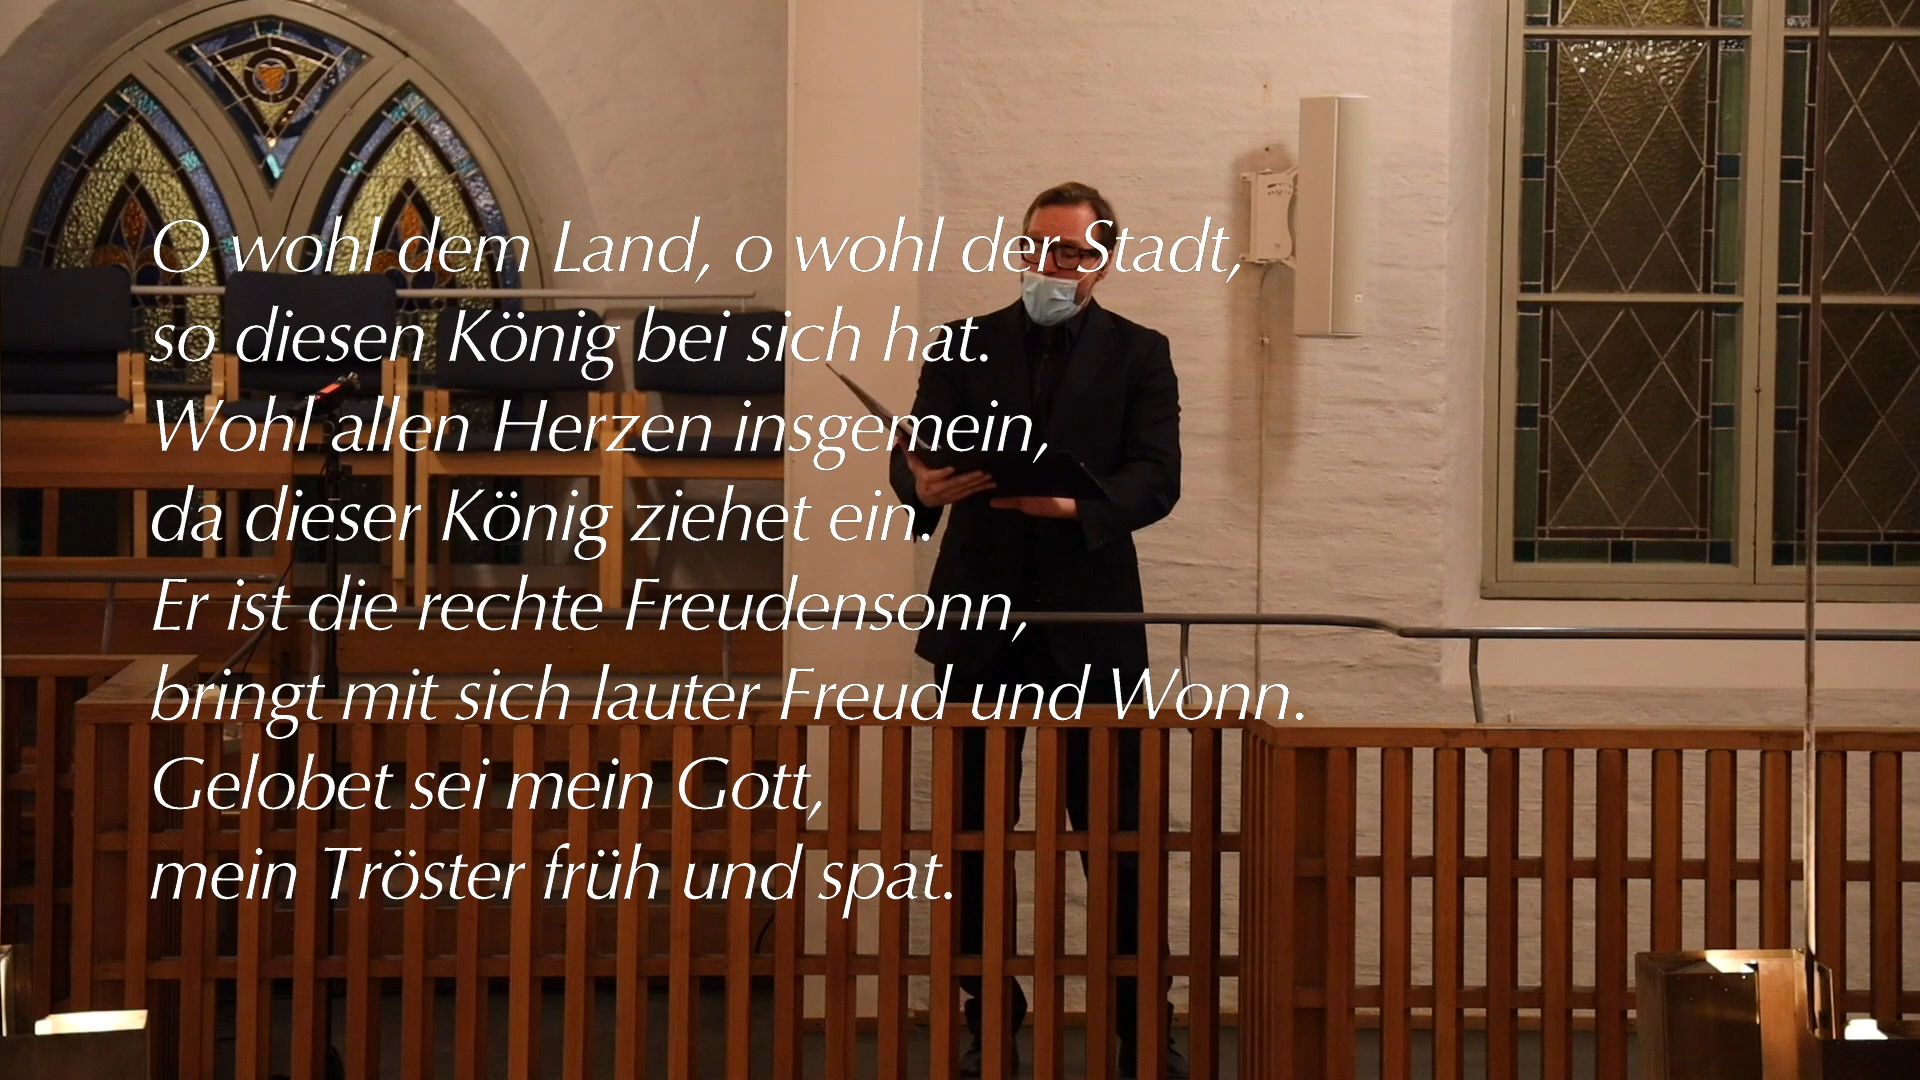 O wohl dem Land, o wohl der Stadt,
so diesen König bei sich hat.
Wohl allen Herzen insgemein,
da dieser König ziehet ein.
Er ist die rechte Freudensonn,
bringt mit sich lauter Freud und Wonn.
Gelobet sei mein Gott,
mein Tröster früh und spat.